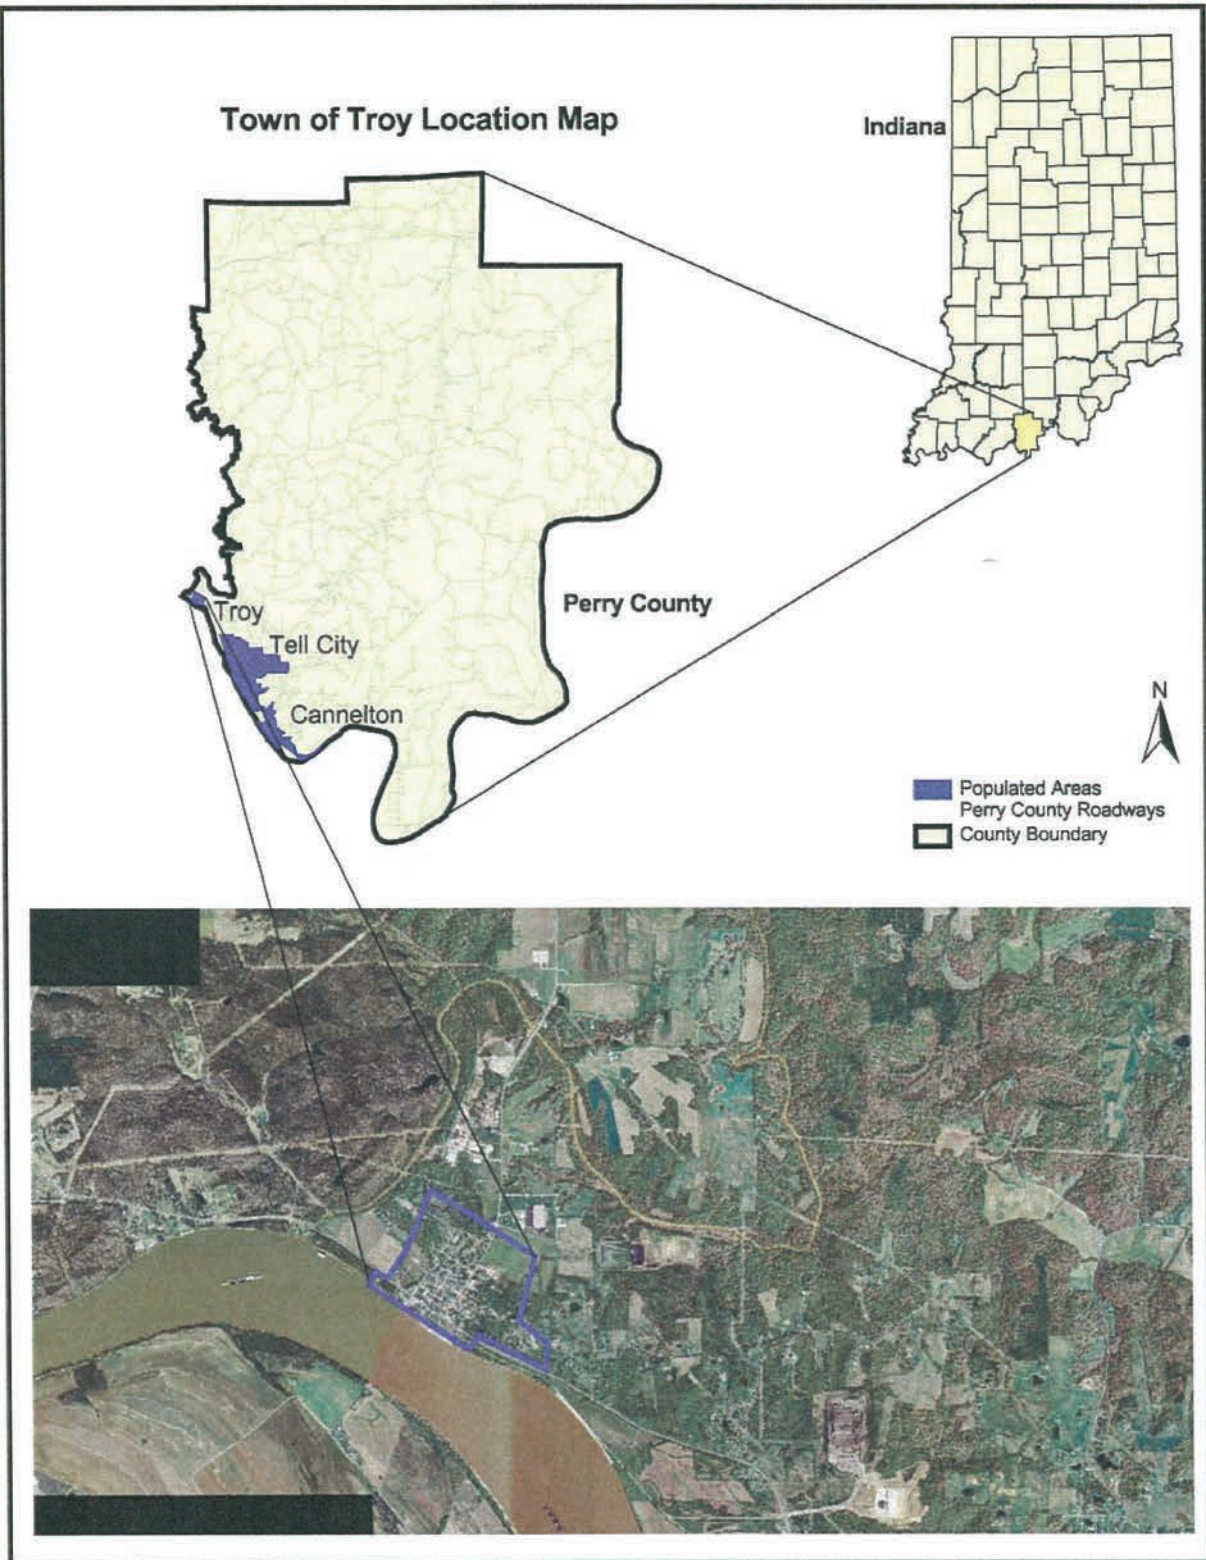 Town of Troy Location Map
Indiana
Troy
Perry County
Tell City
Cannelton
N
Populated Areas
Perry County Roadways
County Boundary